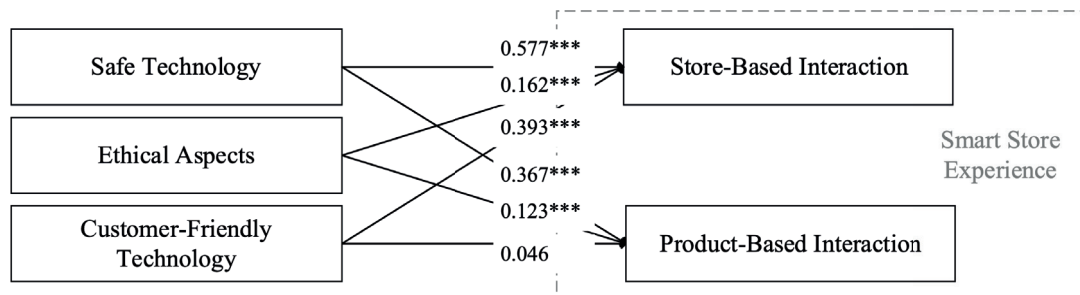 Safe Technology
Ethical Aspects
Customer-Friendly
Technology
0.577***
0.162***
0.393***
0.367***
0.123***
0.046
Store-Based Interaction
Product-Based Interaction
Smart Store
Experience